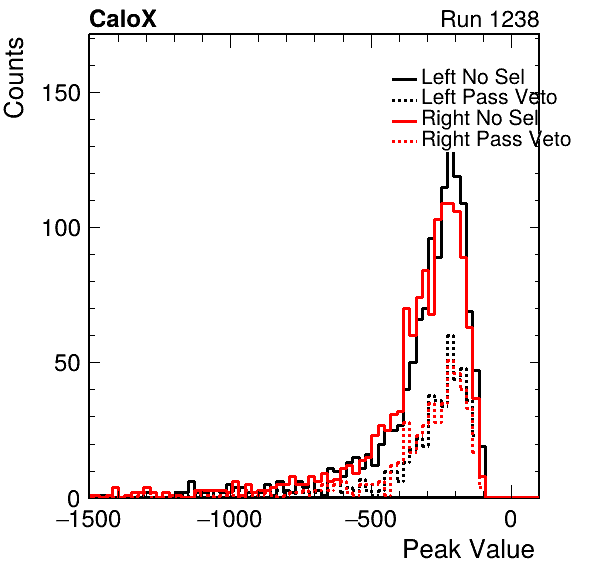 CaloX Run 1238
Counts
Left No Sel
Left Pass Veto
Right No Sel
Right Pass Veto
150
100
50
0
−1500 −1000 −500 0
Peak Value